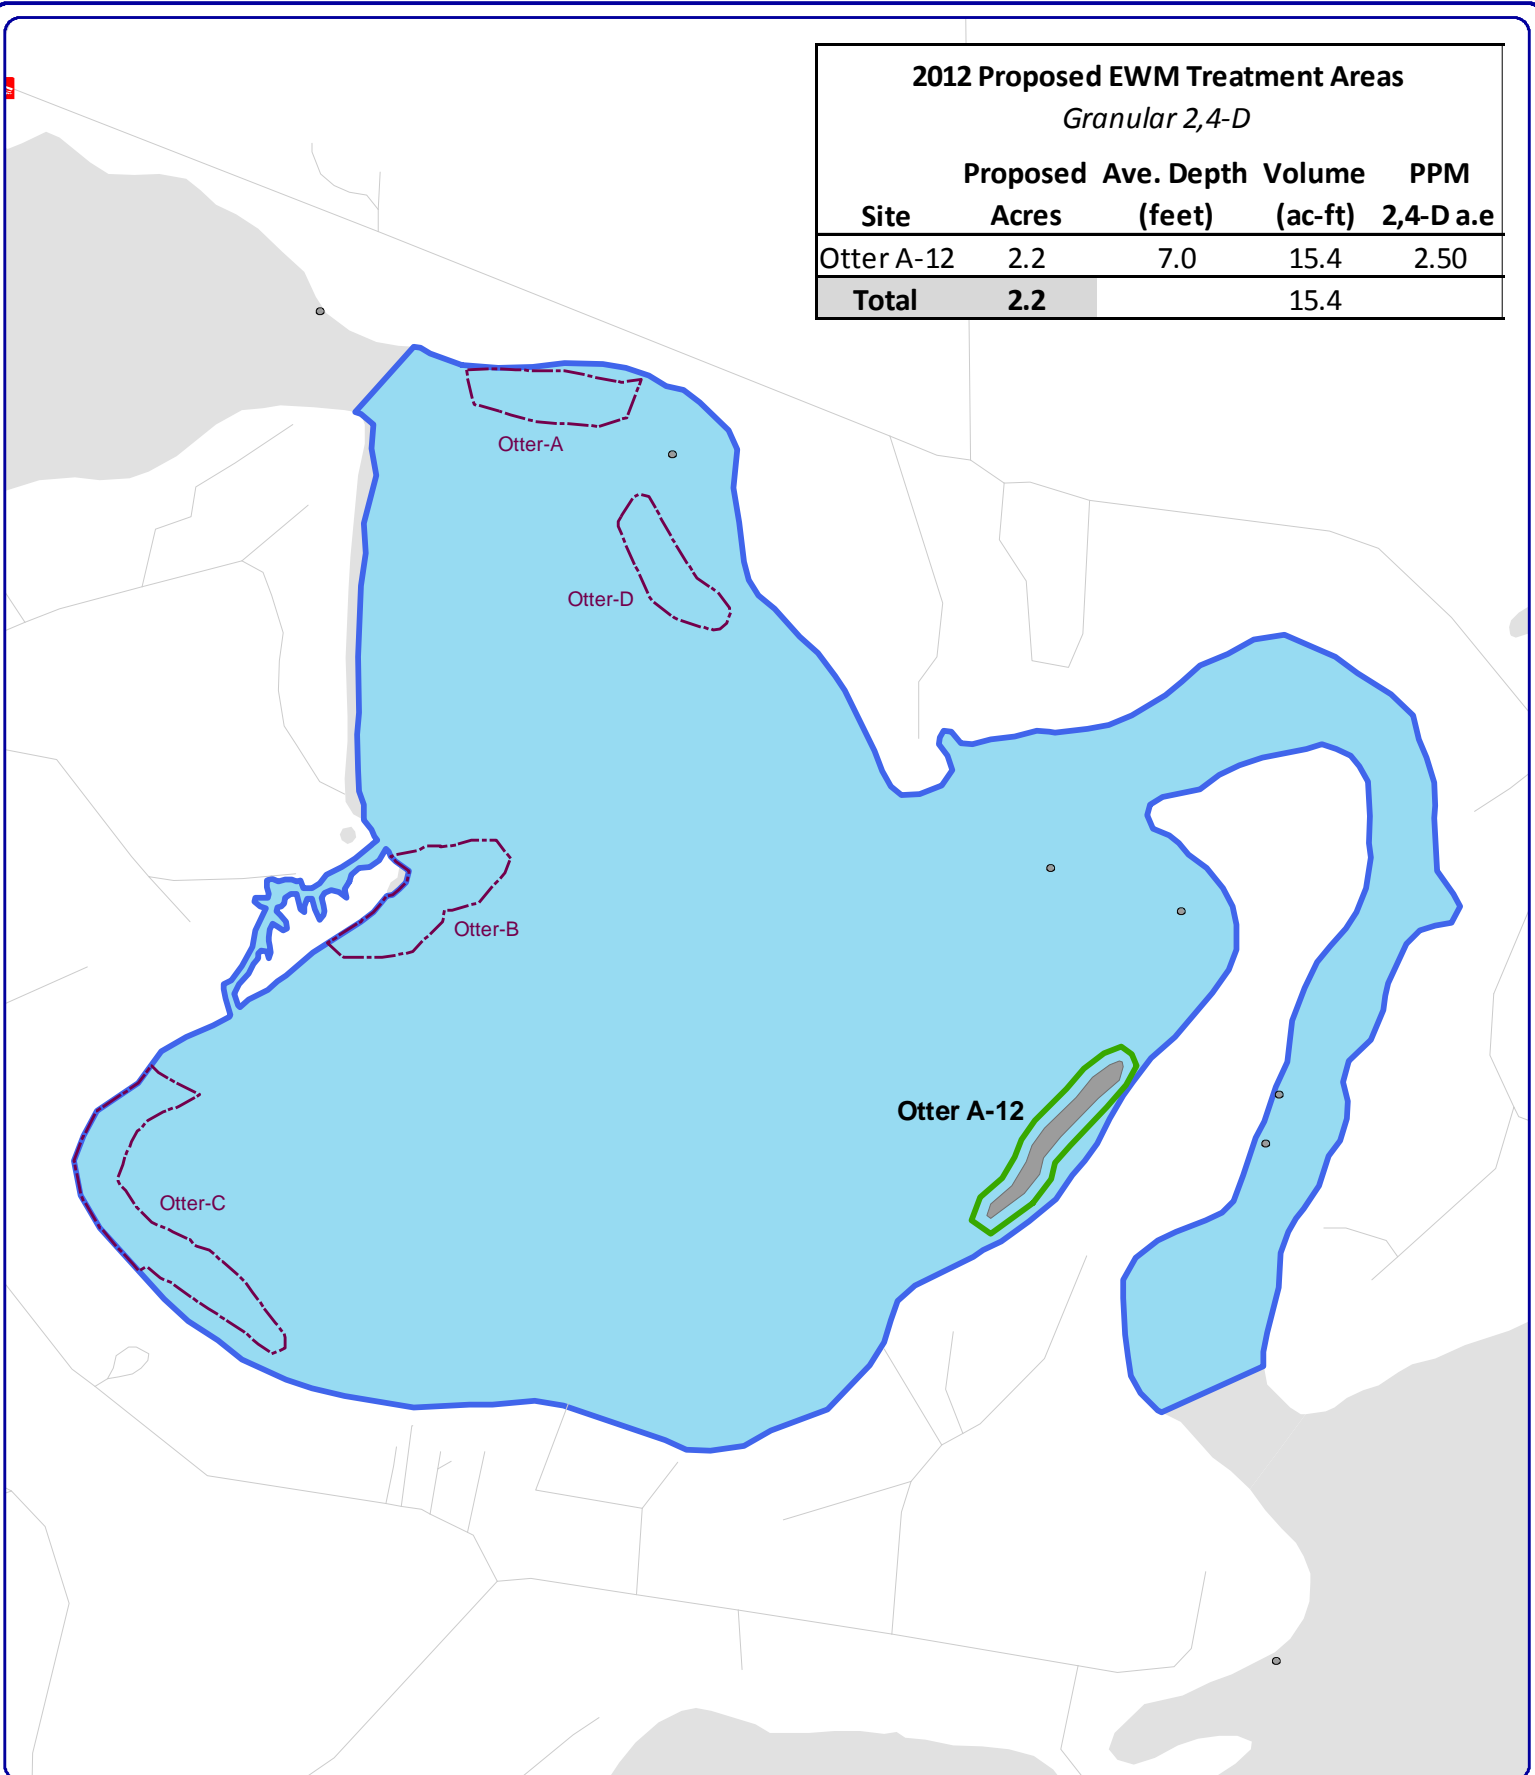 2012 Proposed EWM Treatment Areas
Granular 2,4-D
Proposed Ave. Depth Volume PPM
Site Acres (feet) (ac-ft) 2,4-D a.e
Otter A-12 2.2 7.0 15.4 2.50
Total 2.2 15.4
Otter-A
Otter-D
Otter-B
Otter A-12
Otter-C